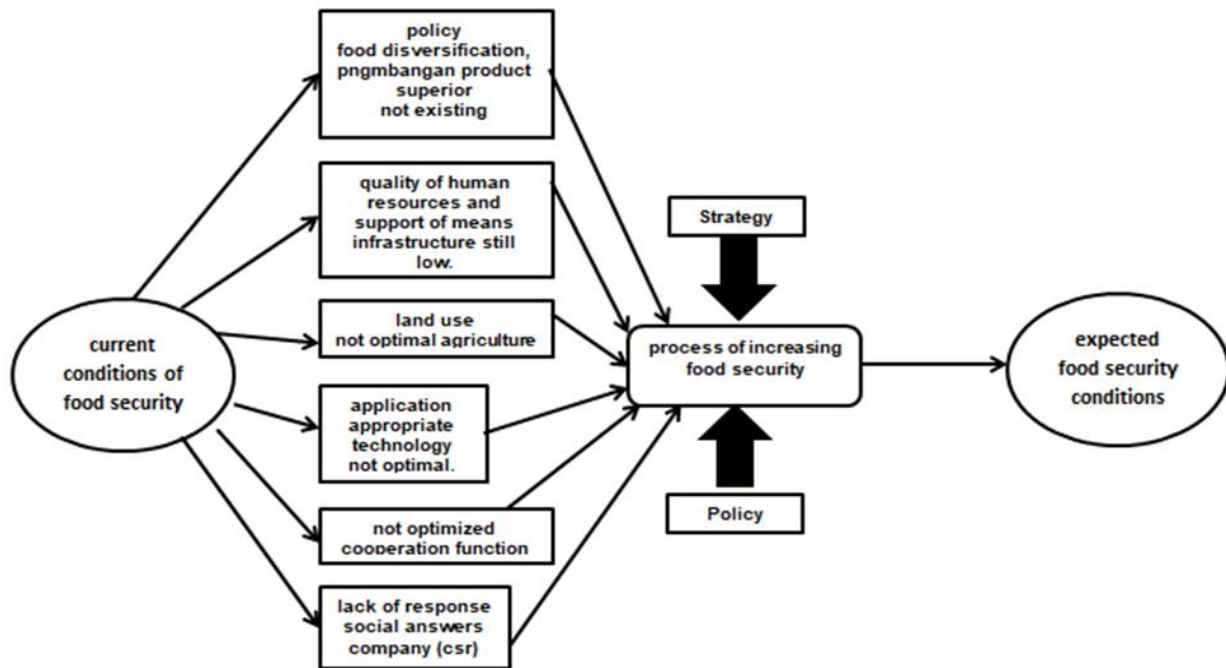 policy
food disversification,
pngmbangan product
superior
not existing
quality of human
resources and
support of means
infrastructure still
low.
land use
not optimal agriculture
application
appropriate
technology
not optimal.
not optimized
cooperation function
lack of response
social answers
company (csr)
current
conditions of
food security
Strategy
process of increasing
food security
Policy
expected
food security
conditions